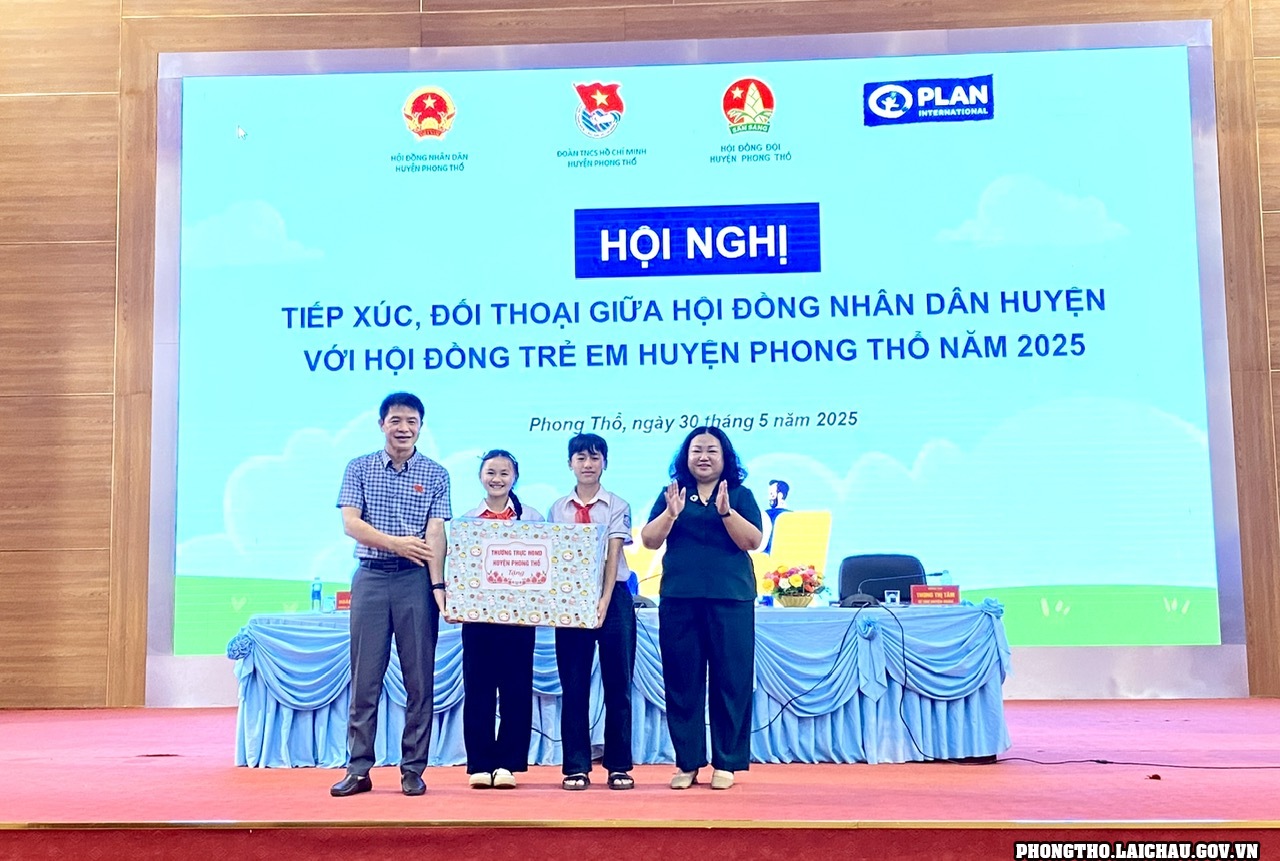 HỘI ĐỒNG NHÂN DÂN
HUYỆN PHONG THỔ
ĐOÀN TNCS HỒ CHÍ MINH
HUYỆN PHONG THỔ
SẴN SÀNG
HỘI ĐỒNG ĐỘI
HUYỆN PHONG THỔ
PLAN
INTERNATIONAL
HỘI NGHỊ
TIẾP XÚC, ĐỐI THOẠI GIỮA HỘI ĐỒNG NHÂN DÂN HUYỆN
VỚI HỘI ĐỒNG TRẺ EM HUYỆN PHONG THỔ NĂM 2025
Phong Thổ, ngày 30 tháng 5 năm 2025
THƯỜNG TRỰC HĐND
HUYỆN PHONG THỔ
Tặng
PHONGTHO.LAICHAU.GOV.VN